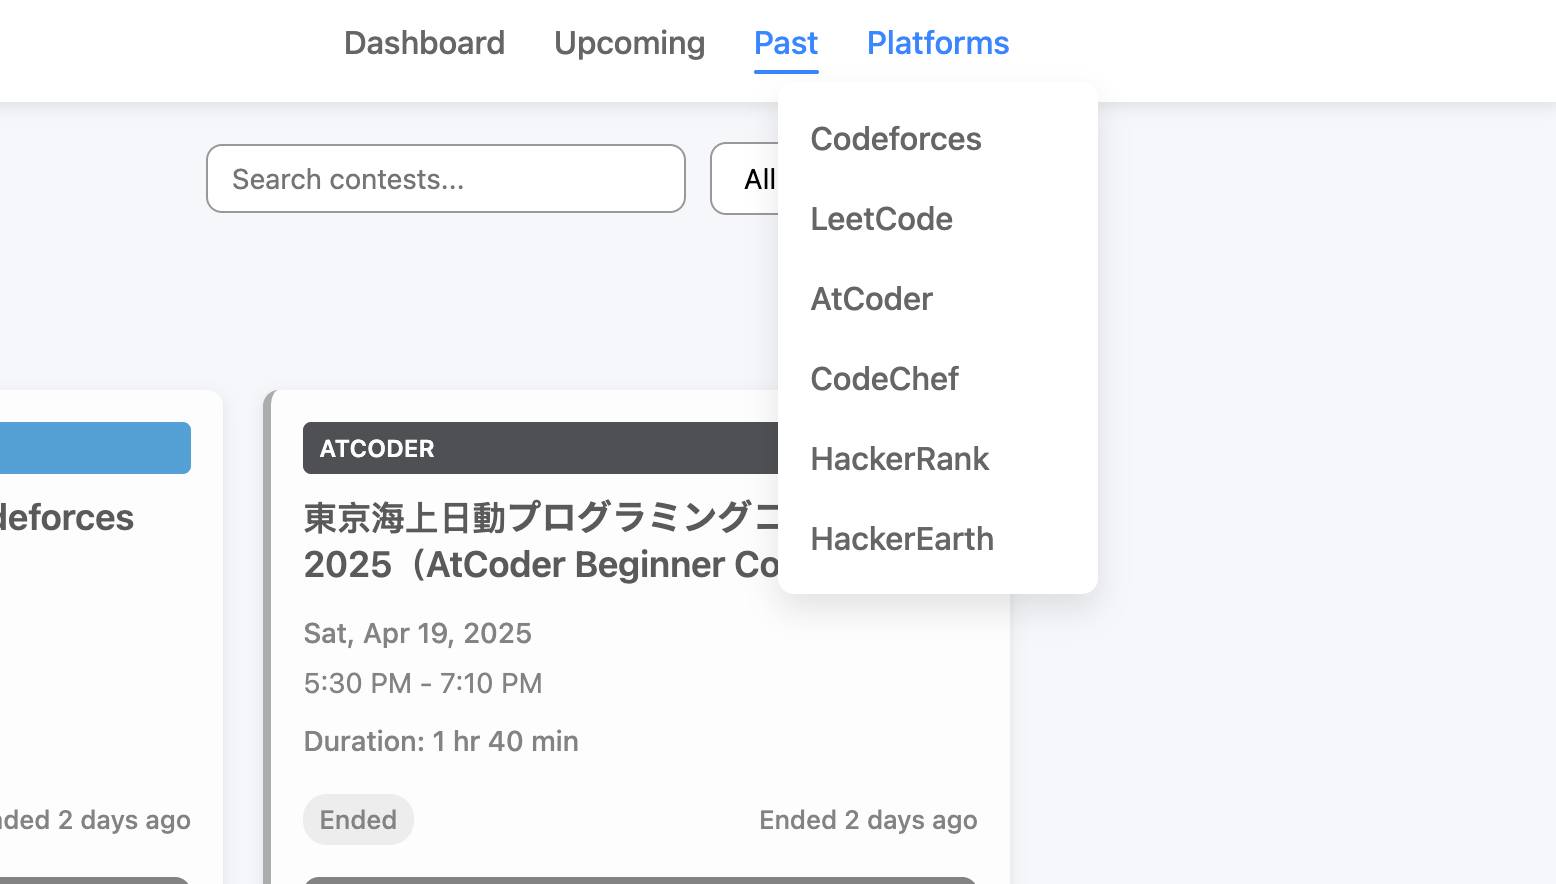 Dashboard Upcoming Past Platforms
Search contests...
All
Codeforces
LeetCode
AtCoder
CodeChef
HackerRank
HackerEarth
deforces
ded 2 days ago
ATCODER
東京海上日動プログラミングコ
2025（AtCoder Beginner Co
Sat, Apr 19, 2025
5:30 PM - 7:10 PM
Duration: 1 hr 40 min
Ended
Ended 2 days ago